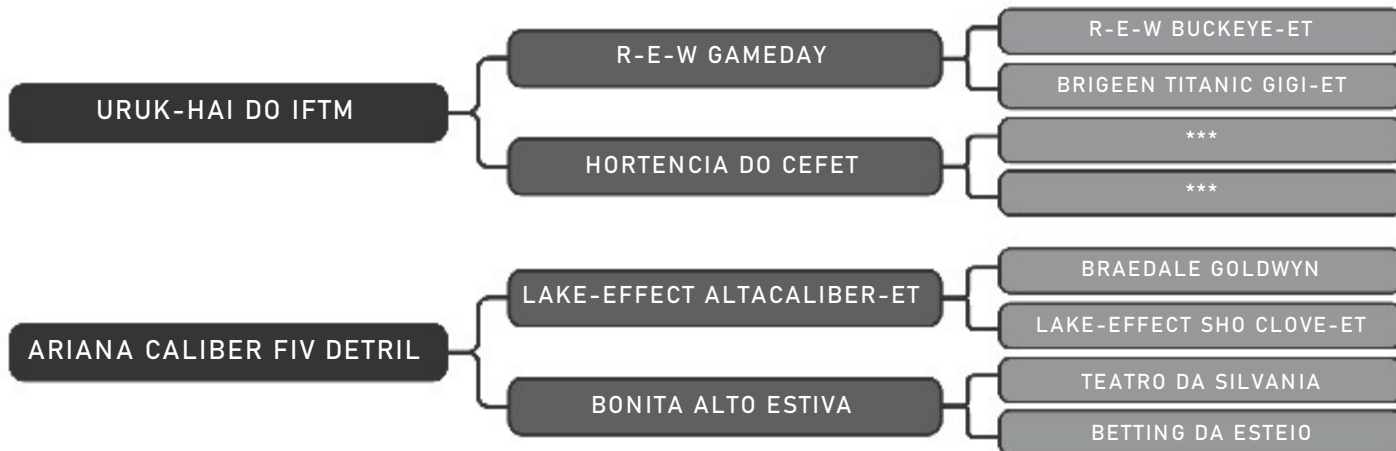 URUK-HAI DO IFTM
R-E-W GAMEDAY
R-E-W BUCKEYE-ET
BRIGEEN TITANIC GIGI-ET
HORTENCIA DO CEFET
***
***
ARIANA CALIBER FIV DETRIL
LAKE-EFFECT ALTACALIBER-ET
BRAEDALE GOLDWYN
LAKE-EFFECT SHO CLOVE-ET
BONITA ALTO ESTIVA
TEATRO DA SILVANIA
BETTING DA ESTEIO